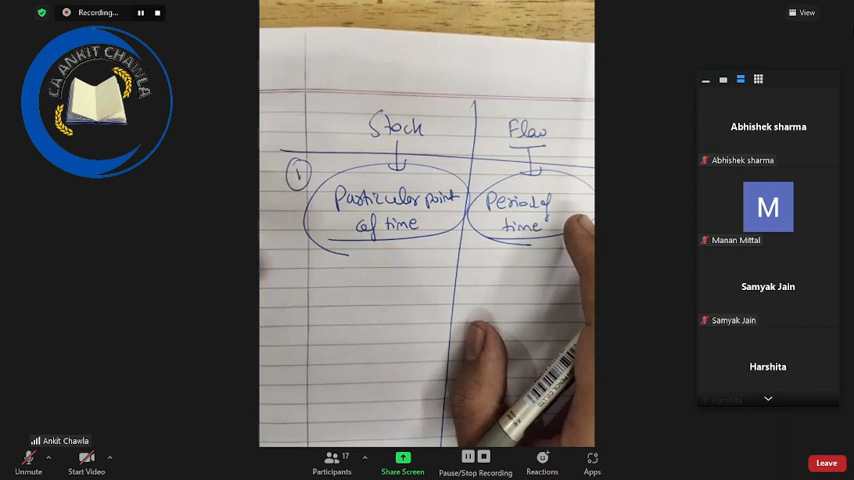 Recording...
View
CA ANKIT CHAWLA
Stock
Flow
1
Particular point
of time
Period of
time
Abhishek sharma
Abhishek sharma
M
Manan Mittal
Samyak Jain
Samyak Jain
Harshita
Harshita
Ankit Chawla
Unmute
Start Video
Participants
17
Share Screen
Pause/Stop Recording
Reactions
Apps
Leave